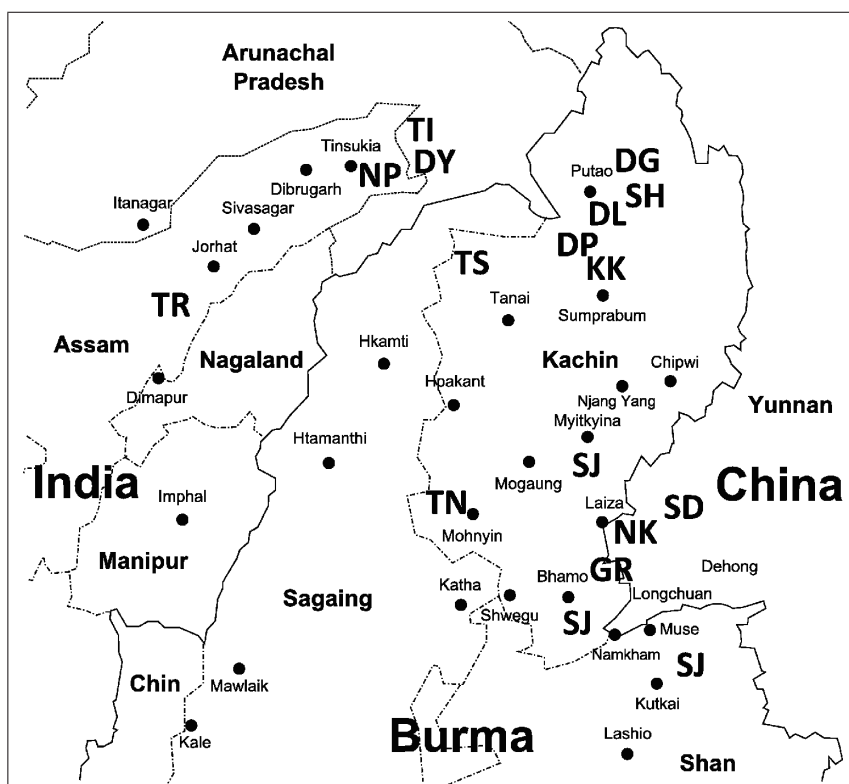 Arunachal
Pradesh
TI
Tinsukia
DY
NP
Dibrugarh
Putao
DG
SH
DL
Itanagar
Sivasagar
DP
Jorhat
TS
KK
TR
Tanai
Sumprabum
Assam
Nagaland
Hkamti
Kachin
Chipwi
Dimapur
Hpakant
Njang Yang
Yunnan
Myitkyina
Htamanthi
SJ
India
Mogaung
China
Imphal
TN
Laiza
SD
Mohnyin
NK
Manipur
GR
Dehong
Sagaing
Katha
Bhamo
Longchuan
Shwegu
SJ
Muse
Namkham
Chin
Mawlaik
SJ
Kutkai
Kale
Burma
Lashio
Shan